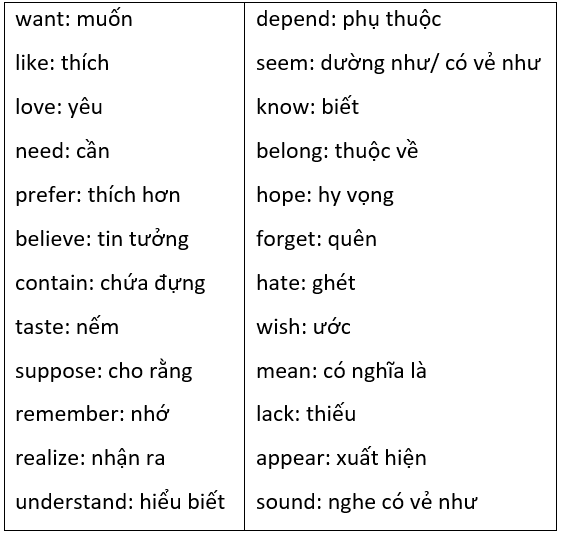 want: muốn
like: thích
love: yêu
need: cần
prefer: thích hơn
believe: tin tưởng
contain: chứa đựng
taste: nếm
suppose: cho rằng
remember: nhớ
realize: nhận ra
understand: hiểu biết
depend: phụ thuộc
seem: dường như/ có vẻ như
know: biết
belong: thuộc về
hope: hy vọng
forget: quên
hate: ghét
wish: ước
mean: có nghĩa là
lack: thiếu
appear: xuất hiện
sound: nghe có vẻ như